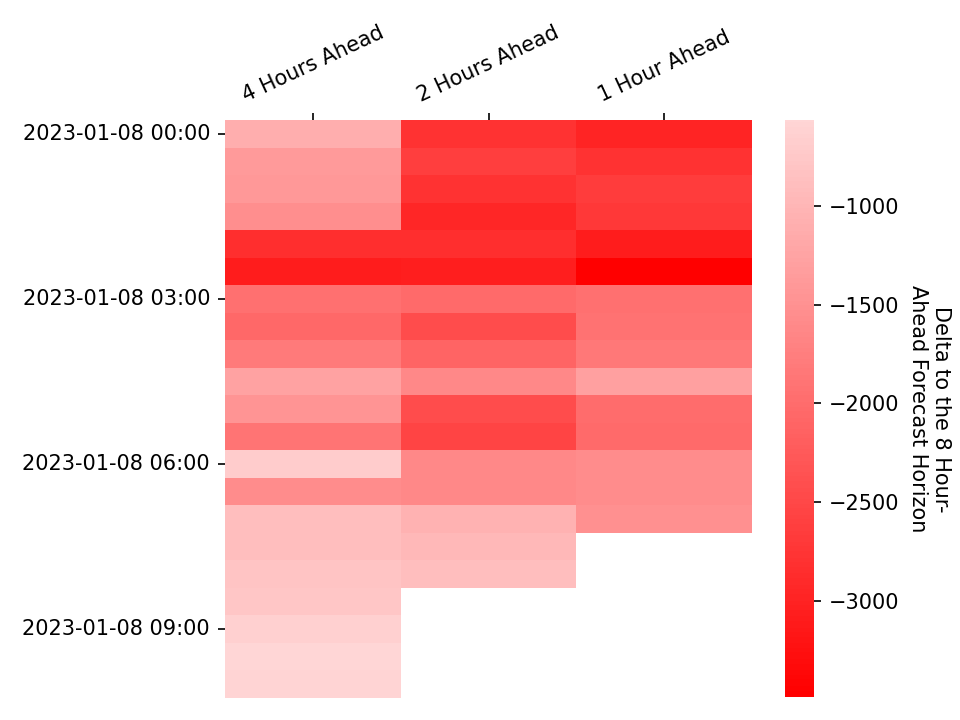 4 Hours Ahead
2 Hours Ahead
1 Hour Ahead
2023-01-08 00:00
2023-01-08 03:00
2023-01-08 06:00
2023-01-08 09:00
−1000
−1500
−2000
−2500
−3000
Delta to the 8 Hour-
Ahead Forecast Horizon